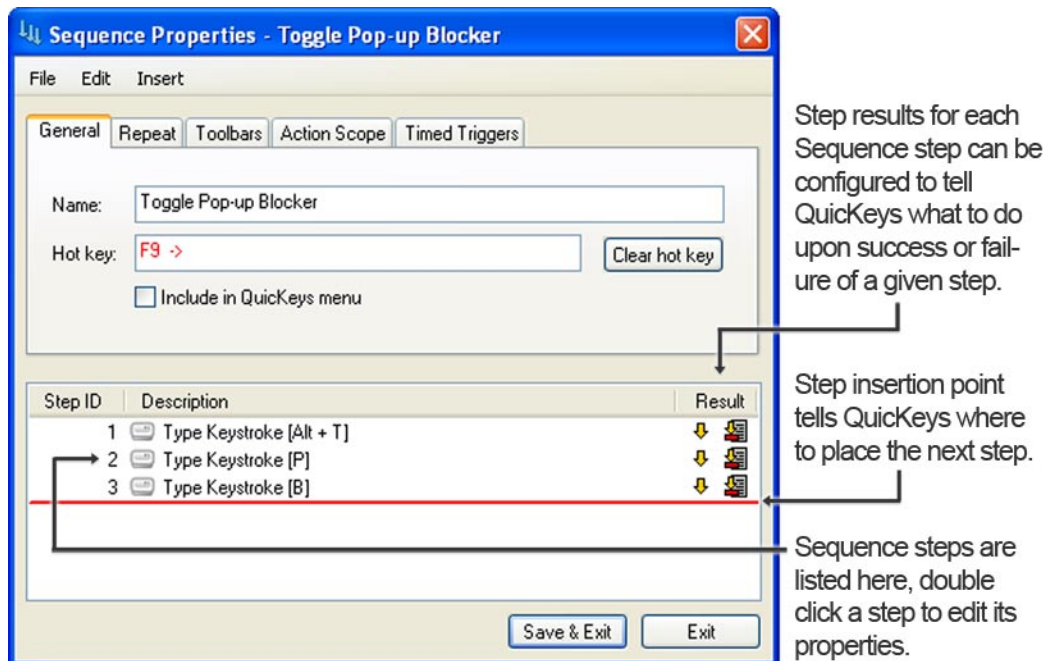 Sequence Properties - Toggle Pop-up Blocker
File Edit Insert
General Repeat Toolbars Action Scope Timed Triggers
Name: Toggle Pop-up Blocker
Hot key: F9 -> Clear hot key
Include in QuicKeys menu
Step ID Description Result
1 Type Keystroke [Alt + T]
2 Type Keystroke [P]
3 Type Keystroke [B]
Save & Exit Exit
Step results for each
Sequence step can be
configured to tell
QuicKeys what to do
upon success or fail-
ure of a given step.
Step insertion point
tells QuicKeys where
to place the next step.
Sequence steps are
listed here, double
click a step to edit its
properties.